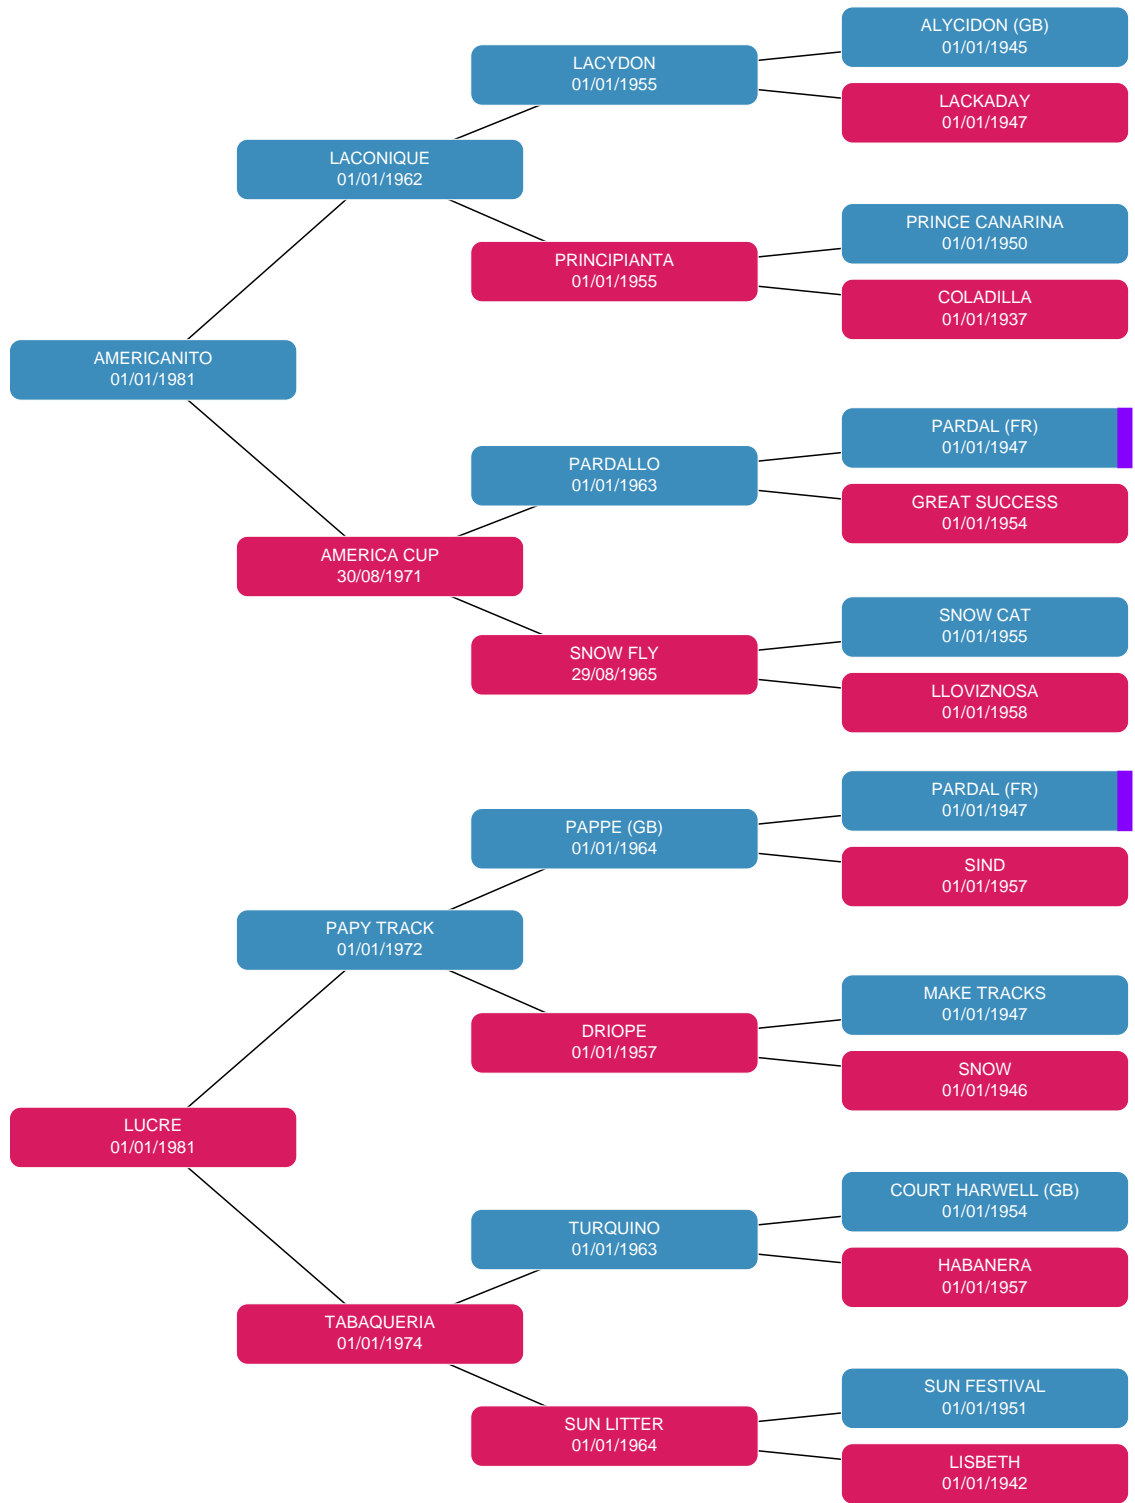 ALYCIDON (GB)
01/01/1945
LACYDON
01/01/1955
LACKADAY
01/01/1947
LACONIQUE
01/01/1962
PRINCE CANARINA
01/01/1950
PRINCIPIANTA
01/01/1955
COLADILLA
01/01/1937
AMERICANITO
01/01/1981
PARDAL (FR)
01/01/1947
PARDALLO
01/01/1963
GREAT SUCCESS
01/01/1954
AMERICA CUP
30/08/1971
SNOW CAT
01/01/1955
SNOW FLY
29/08/1965
LLOVIZNOSA
01/01/1958
PARDAL (FR)
01/01/1947
PAPPE (GB)
01/01/1964
SIND
01/01/1957
PAPY TRACK
01/01/1972
MAKE TRACKS
01/01/1947
DRIOPE
01/01/1957
SNOW
01/01/1946
LUCRE
01/01/1981
COURT HARWELL (GB)
01/01/1954
TURQUINO
01/01/1963
HABANERA
01/01/1957
TABAQUERIA
01/01/1974
SUN FESTIVAL
01/01/1951
SUN LITTER
01/01/1964
LISBETH
01/01/1942